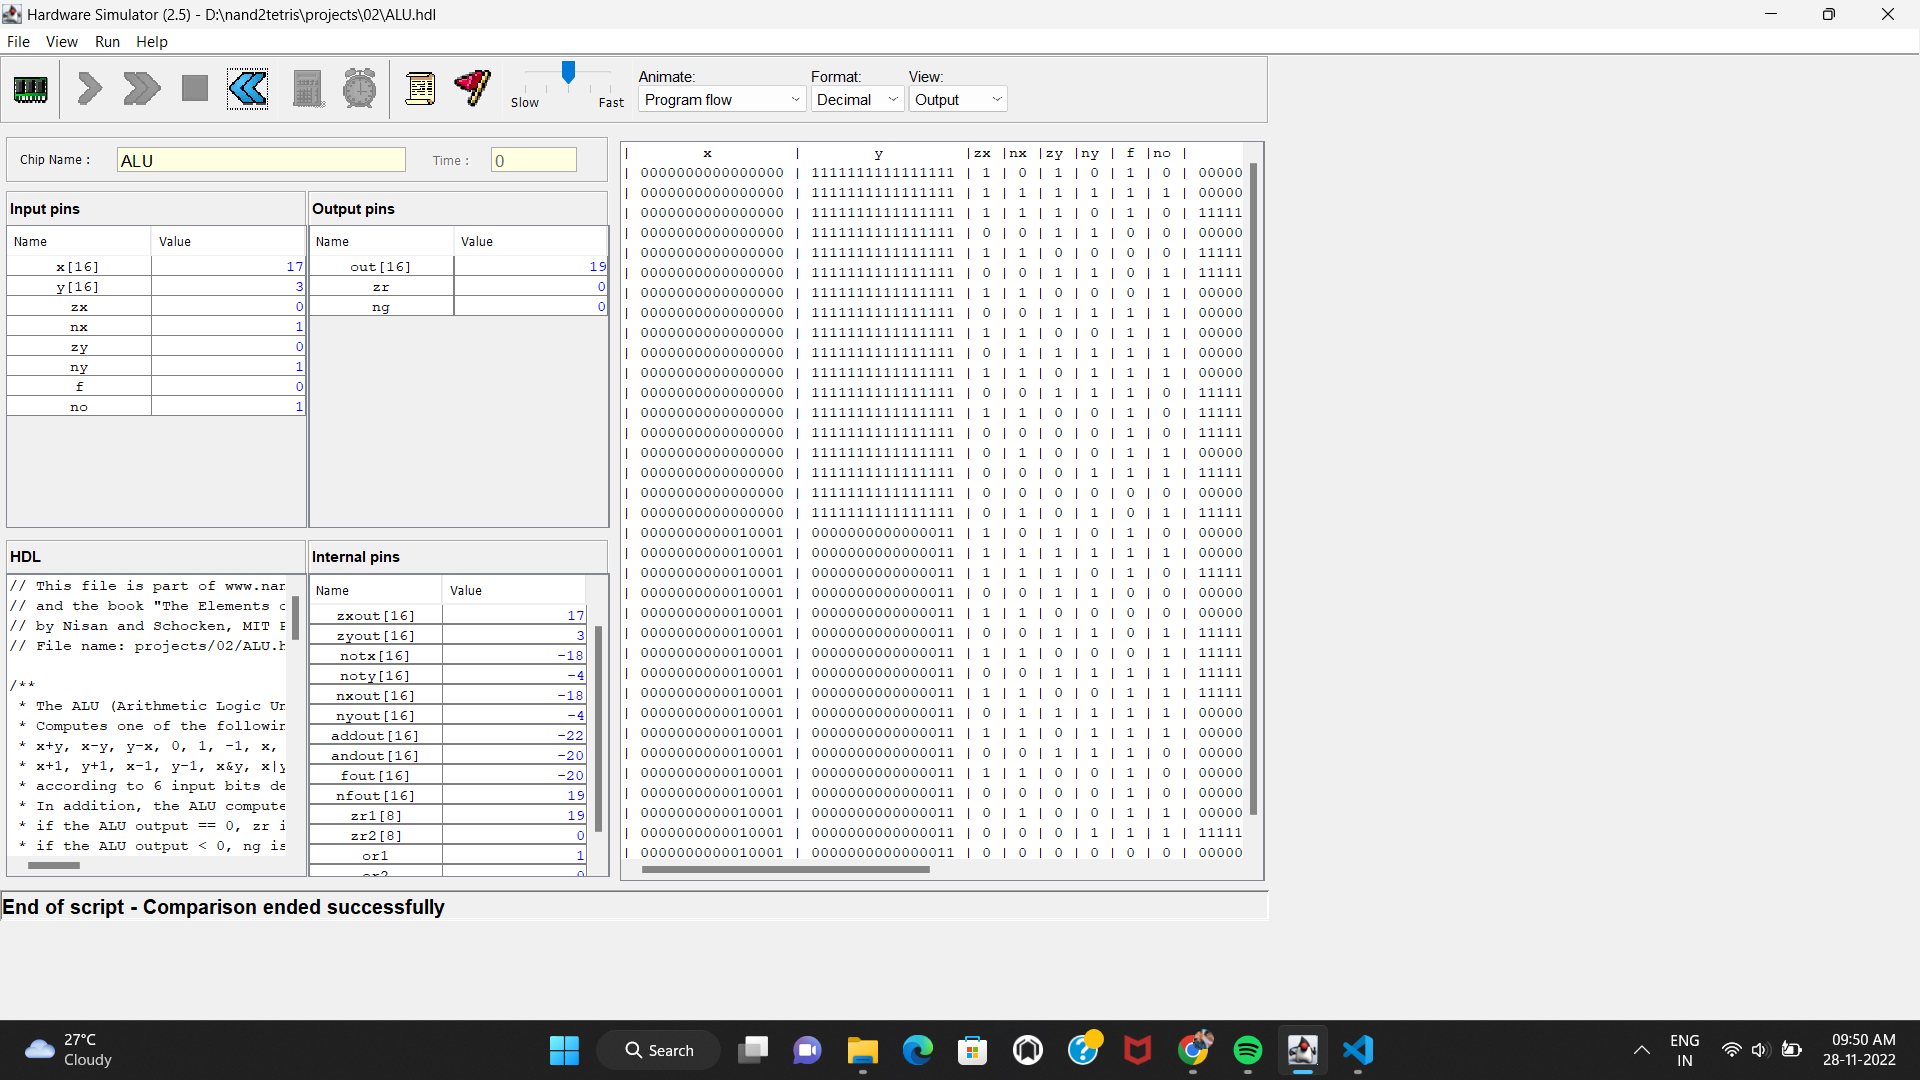 Hardware Simulator (2.5) - D:\nand2tetris\projects\02\ALU.hdl
File View Run Help
Slow Fast
Animate: Format: View:
Program flow Decimal Output
Chip Name : ALU Time : 0
Input pins
Name Value
x[16] 17
y[16] 3
zx 0
nx 1
zy 0
ny 1
f 0
no 1
Output pins
Name Value
out[16] 19
zr 0
ng 0
HDL
// This file is part of www.nan
// and the book "The Elements o
// by Nisan and Schocken, MIT P
// File name: projects/02/ALU.h
/**
* The ALU (Arithmetic Logic Un
* Computes one of the followin
* x+y, x-y, y-x, 0, 1, -1, x,
* x+1, y+1, x-1, y-1, x&y, x|y
* according to 6 input bits de
* In addition, the ALU compute
* if the ALU output == 0, zr i
* if the ALU output < 0, ng is
Internal pins
Name Value
zxout[16] 17
zyout[16] 3
notx[16] -18
noty[16] -4
nxout[16] -18
nyout[16] -4
addout[16] -22
andout[16] -20
fout[16] -20
nfout[16] 19
zr1[8] 19
zr2[8] 0
or1 1
or2 0
| x | y |zx |nx |zy |ny | f |no |
| 0000000000000000 | 1111111111111111 | 1 | 0 | 1 | 0 | 1 | 0 | 00000
| 0000000000000000 | 1111111111111111 | 1 | 1 | 1 | 1 | 1 | 1 | 00000
| 0000000000000000 | 1111111111111111 | 1 | 1 | 1 | 0 | 1 | 0 | 11111
| 0000000000000000 | 1111111111111111 | 0 | 0 | 1 | 1 | 0 | 0 | 00000
| 0000000000000000 | 1111111111111111 | 1 | 1 | 0 | 0 | 0 | 0 | 11111
| 0000000000000000 | 1111111111111111 | 0 | 0 | 1 | 1 | 0 | 1 | 11111
| 0000000000000000 | 1111111111111111 | 1 | 1 | 0 | 0 | 0 | 1 | 00000
| 0000000000000000 | 1111111111111111 | 0 | 0 | 1 | 1 | 1 | 1 | 00000
| 0000000000000000 | 1111111111111111 | 1 | 1 | 0 | 0 | 1 | 1 | 00000
| 0000000000000000 | 1111111111111111 | 0 | 1 | 1 | 1 | 1 | 1 | 00000
| 0000000000000000 | 1111111111111111 | 1 | 1 | 0 | 1 | 1 | 1 | 00000
| 0000000000000000 | 1111111111111111 | 0 | 0 | 1 | 1 | 1 | 0 | 11111
| 0000000000000000 | 1111111111111111 | 1 | 1 | 0 | 0 | 1 | 0 | 11111
| 0000000000000000 | 1111111111111111 | 0 | 0 | 0 | 0 | 1 | 0 | 11111
| 0000000000000000 | 1111111111111111 | 0 | 1 | 0 | 0 | 1 | 1 | 00000
| 0000000000000000 | 1111111111111111 | 0 | 0 | 0 | 1 | 1 | 1 | 11111
| 0000000000000000 | 1111111111111111 | 0 | 0 | 0 | 0 | 0 | 0 | 00000
| 0000000000000000 | 1111111111111111 | 0 | 1 | 0 | 1 | 0 | 1 | 11111
| 0000000000010001 | 0000000000000011 | 1 | 0 | 1 | 0 | 1 | 0 | 00000
| 0000000000010001 | 0000000000000011 | 1 | 1 | 1 | 1 | 1 | 1 | 00000
| 0000000000010001 | 0000000000000011 | 1 | 1 | 1 | 0 | 1 | 0 | 11111
| 0000000000010001 | 0000000000000011 | 0 | 0 | 1 | 1 | 0 | 0 | 00000
| 0000000000010001 | 0000000000000011 | 1 | 1 | 0 | 0 | 0 | 0 | 00000
| 0000000000010001 | 0000000000000011 | 0 | 0 | 1 | 1 | 0 | 1 | 11111
| 0000000000010001 | 0000000000000011 | 1 | 1 | 0 | 0 | 0 | 1 | 11111
| 0000000000010001 | 0000000000000011 | 0 | 0 | 1 | 1 | 1 | 1 | 11111
| 0000000000010001 | 0000000000000011 | 1 | 1 | 0 | 0 | 1 | 1 | 11111
| 0000000000010001 | 0000000000000011 | 0 | 1 | 1 | 1 | 1 | 1 | 00000
| 0000000000010001 | 0000000000000011 | 1 | 1 | 0 | 1 | 1 | 1 | 00000
| 0000000000010001 | 0000000000000011 | 0 | 0 | 1 | 1 | 1 | 0 | 00000
| 0000000000010001 | 0000000000000011 | 1 | 1 | 0 | 0 | 1 | 0 | 00000
| 0000000000010001 | 0000000000000011 | 0 | 0 | 0 | 0 | 1 | 0 | 00000
| 0000000000010001 | 0000000000000011 | 0 | 1 | 0 | 0 | 1 | 1 | 00000
| 0000000000010001 | 0000000000000011 | 0 | 0 | 0 | 1 | 1 | 1 | 11111
| 0000000000010001 | 0000000000000011 | 0 | 0 | 0 | 0 | 0 | 0 | 00000
End of script - Comparison ended successfully
27°C
Cloudy
Search
ENG
IN
09:50 AM
28-11-2022